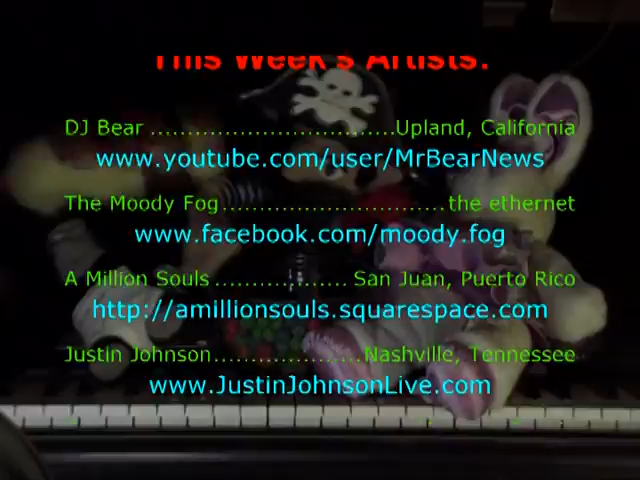 This Week's Artists:
DJ Bear .................................Upland, California
www.youtube.com/user/MrBearNews
The Moody Fog..............................the ethernet
www.facebook.com/moody.fog
A Million Souls .................. San Juan, Puerto Rico
http://amillionsouls.squarespace.com
Justin Johnson....................Nashville, Tennessee
www.JustinJohnsonLive.com